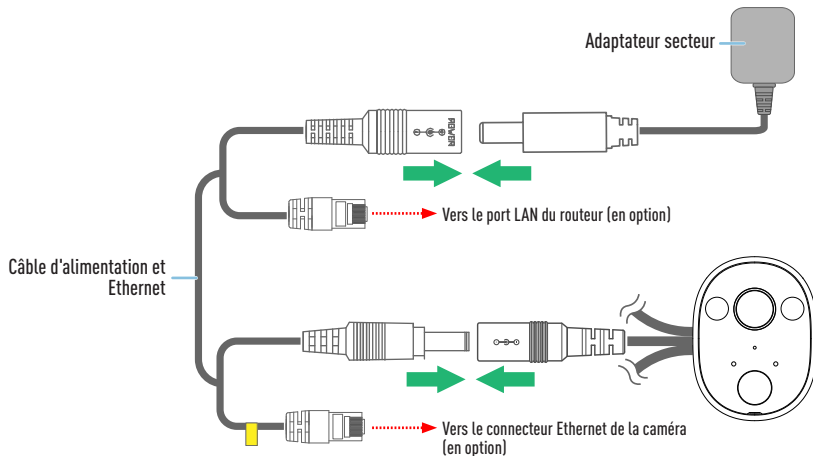 Adaptateur secteur
POWER
Vers le port LAN du routeur (en option)
Câble d'alimentation et
Ethernet
Vers le connecteur Ethernet de la caméra
(en option)